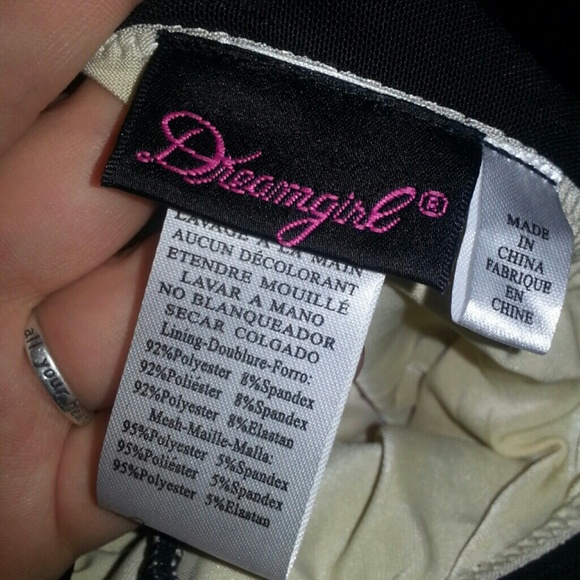 Dreamgirl®
LAVAGE A LA MAIN
AUCUN DÉCOLORANT
ETENDRE MOUILLÉ
LAVAR A MANO
NO BLANQUEADOR
SECAR COLGADO
Lining-Doublure-Forro:
92%Polyester 8%Spandex
92%Poliéster 8%Spandex
92%Polyester 8%Elastan
Mesh-Maille-Malla:
95%Polyester 5%Spandex
95%Poliéster 5%Spandex
95%Polyester 5%Elastan
MADE
IN
CHINA
FABRIQUE
EN
CHINE
all your